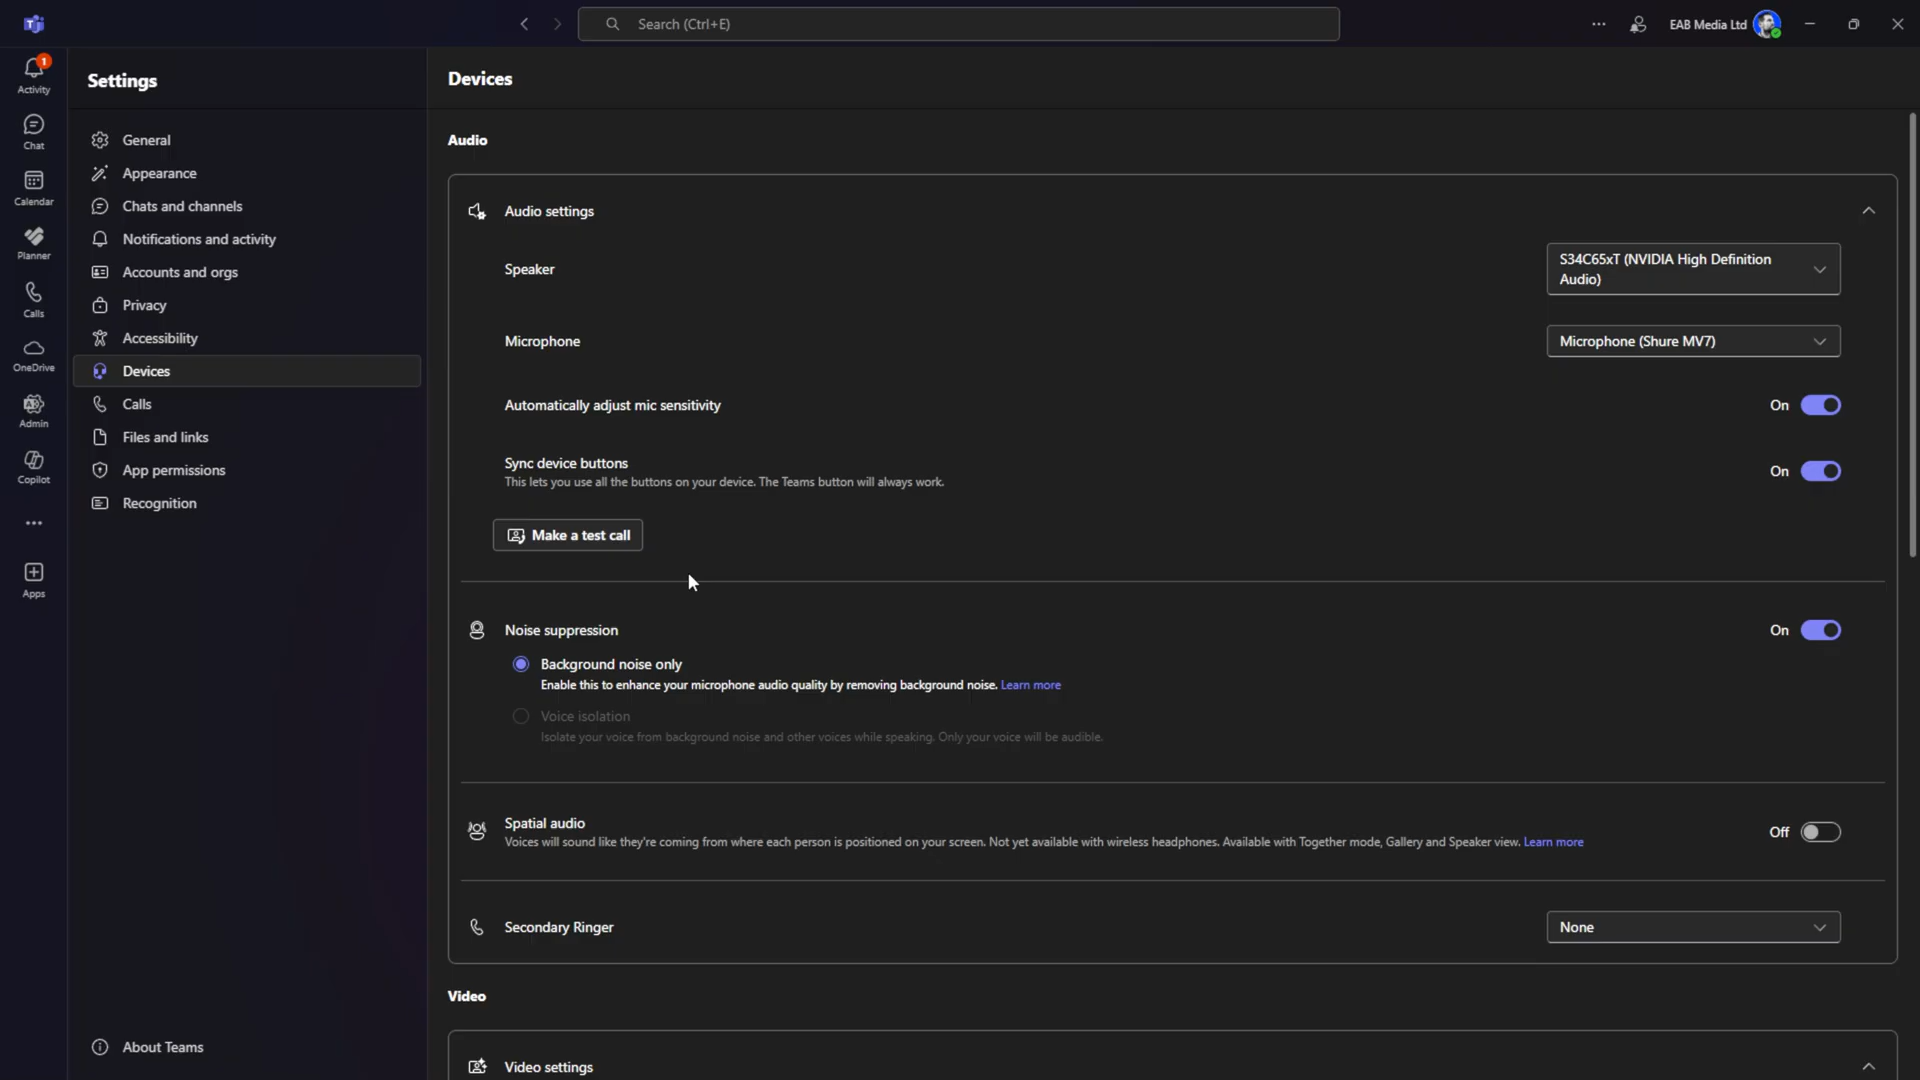 Search (Ctrl+E)
EAB Media Ltd
1
Activity
Chat
Calendar
Planner
Calls
OneDrive
Admin
Copilot
Apps
Settings
General
Appearance
Chats and channels
Notifications and activity
Accounts and orgs
Privacy
Accessibility
Devices
Calls
Files and links
App permissions
Recognition
About Teams
Devices
Audio
Audio settings
Speaker
S34C65xT (NVIDIA High Definition
Audio)
Microphone
Microphone (Shure MV7)
Automatically adjust mic sensitivity
On
Sync device buttons
This lets you use all the buttons on your device. The Teams button will always work.
On
Make a test call
Noise suppression
On
Background noise only
Enable this to enhance your microphone audio quality by removing background noise. Learn more
Voice isolation
Isolate your voice from background noise and other voices while speaking. Only your voice will be audible.
Spatial audio
Voices will sound like they're coming from where each person is positioned on your screen. Not yet available with wireless headphones. Available with Together mode, Gallery and Speaker view. Learn more
Off
Secondary Ringer
None
Video
Video settings